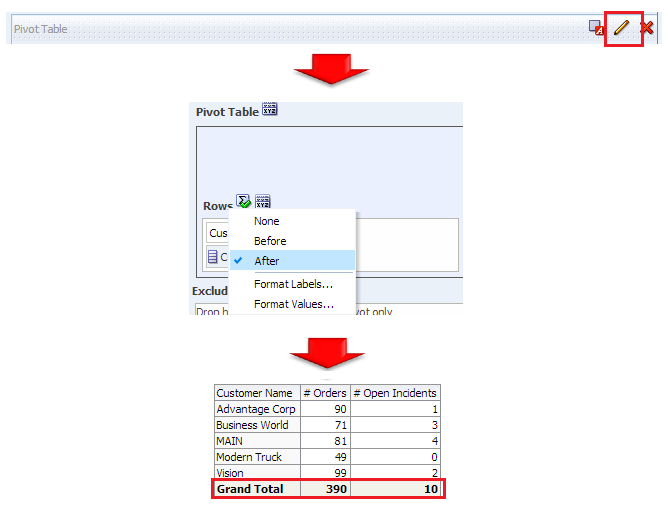 Pivot Table
Pivot Table
Rows
None
Cus
Before
C
After
Format Labels...
Exclud
Format Values...
Drop h vot only
Customer Name # Orders # Open Incidents
Advantage Corp 90 1
Business World 71 3
MAIN 81 4
Modern Truck 49 0
Vision 99 2
Grand Total 390 10